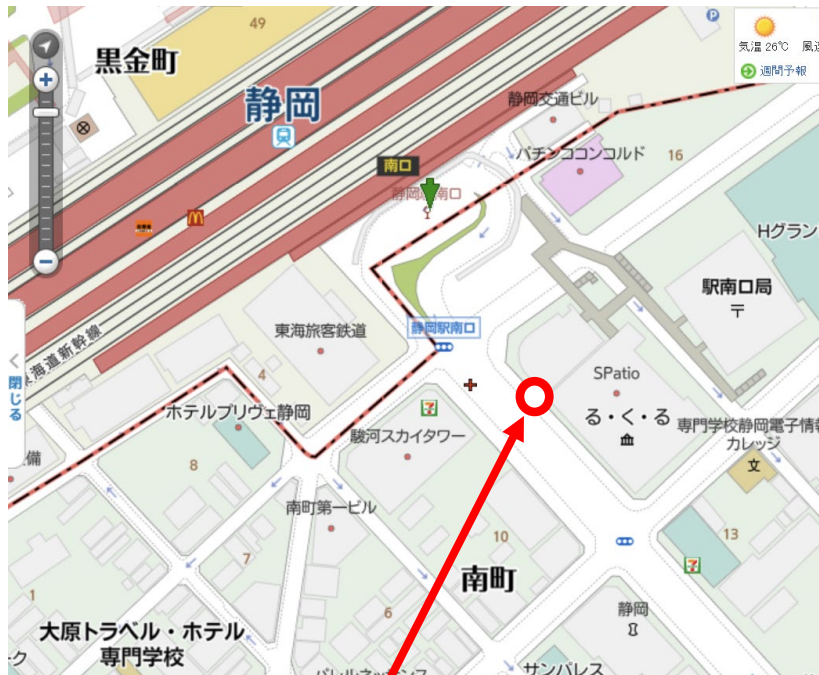 49
P
黒金町
気温 26℃ 風速
週間予報
静岡
静岡交通ビル
南口
パチンココンコルド
16
静岡駅南口
Hグラン
駅南口局
〒
東海道新幹線
東海旅客鉄道
静岡駅南口
閉じる
4
SPatio
ホテルプリヴェ静岡
る・く・る
専門学校静岡電子情報
カレッジ
文
7
駿河スカイタワー
備
8
南町第一ビル
10
13
7
7
南町
1
6
静岡
大原トラベル・ホテル
専門学校
ーク
サンパレス